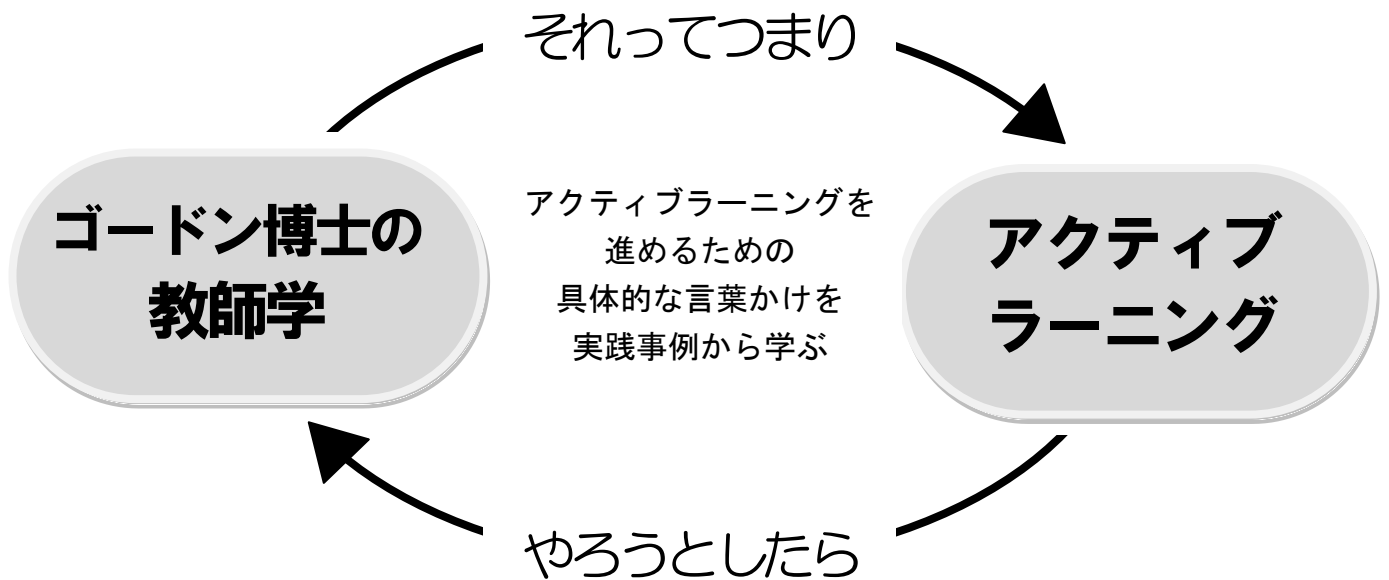 それってつまり
ゴードン博士の
教師学
アクティブラーニングを
進めるための
具体的な言葉かけを
実践事例から学ぶ
アクティブ
ラーニング
やろうとしたら